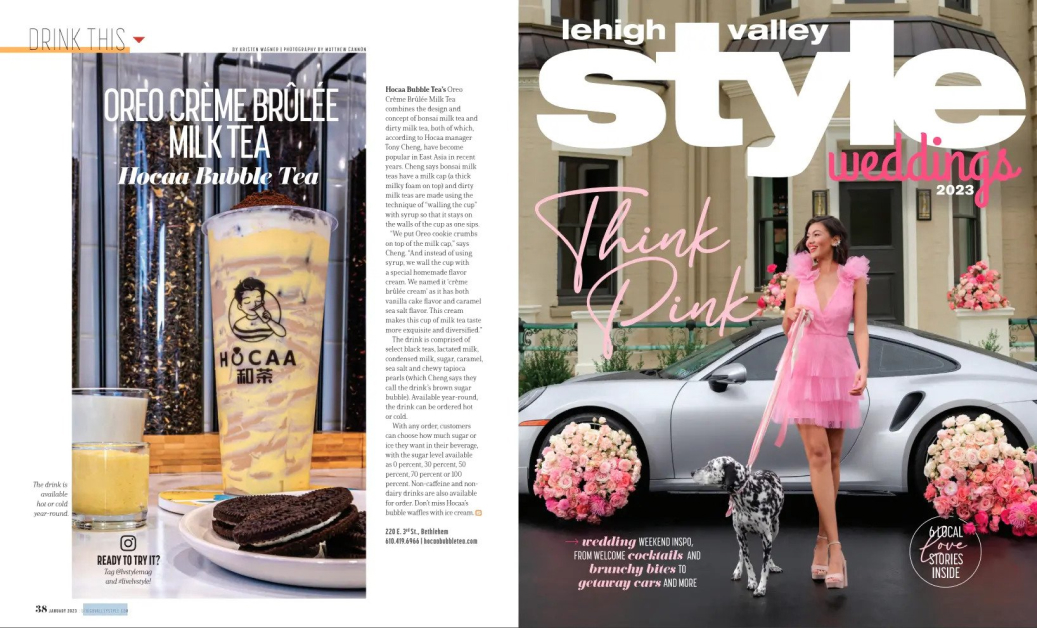 DRINK THIS
BY KRISTEN WAGNER | PHOTOGRAPHY BY MATTHEW CANNON
OREO CRÈME BRÛLÉE
MILK TEA
Hocaa Bubble Tea
HOCAA
和茶
The drink is
available
hot or cold
year-round.
READY TO TRY IT?
Tag @lvstylemag
and #livelvstyle!
38 JANUARY 2023 | LEHIGHVALLEYSTYLE.COM
Hocaa Bubble Tea's Oreo
Crème Brûlée Milk Tea
combines the design and
concept of bonsai milk tea and
dirty milk tea, both of which,
according to Hocaa manager
Tony Cheng, have become
popular in East Asia in recent
years. Cheng says bonsai milk
teas have a milk cap (a thick
milky foam on top) and dirty
milk teas are made using the
technique of "walling the cup"
with syrup so that it stays on
the walls of the cup as one sips.
"We put Oreo cookie crumbs
on top of the milk cap," says
Cheng. "And instead of using
syrup, we wall the cup with
a special homemade flavor
cream. We named it 'crème
brûlée cream' as it has both
vanilla cake flavor and caramel
sea salt flavor. This cream
makes this cup of milk tea taste
more exquisite and diversified."
The drink is comprised of
select black teas, lactated milk,
condensed milk, sugar, caramel,
sea salt and chewy tapioca
pearls (which Cheng says they
call the drink's brown sugar
bubble). Available year-round,
the drink can be ordered hot
or cold.
With any order, customers
can choose how much sugar or
ice they want in their beverage,
with the sugar level available
as 0 percent, 30 percent, 50
percent, 70 percent or 100
percent. Non-caffeine and non-
dairy drinks are also available
for order. Don't miss Hocaa's
bubble waffles with ice cream.
220 E. 3rd St., Bethlehem
610.419.6966 | hocaabubbletea.com
lehigh valley
style
weddings
2023
Think
Pink
→ wedding WEEKEND INSPO,
FROM WELCOME cocktails AND
brunchy bites TO
getaway cars AND MORE
6 LOCAL
love
STORIES
INSIDE